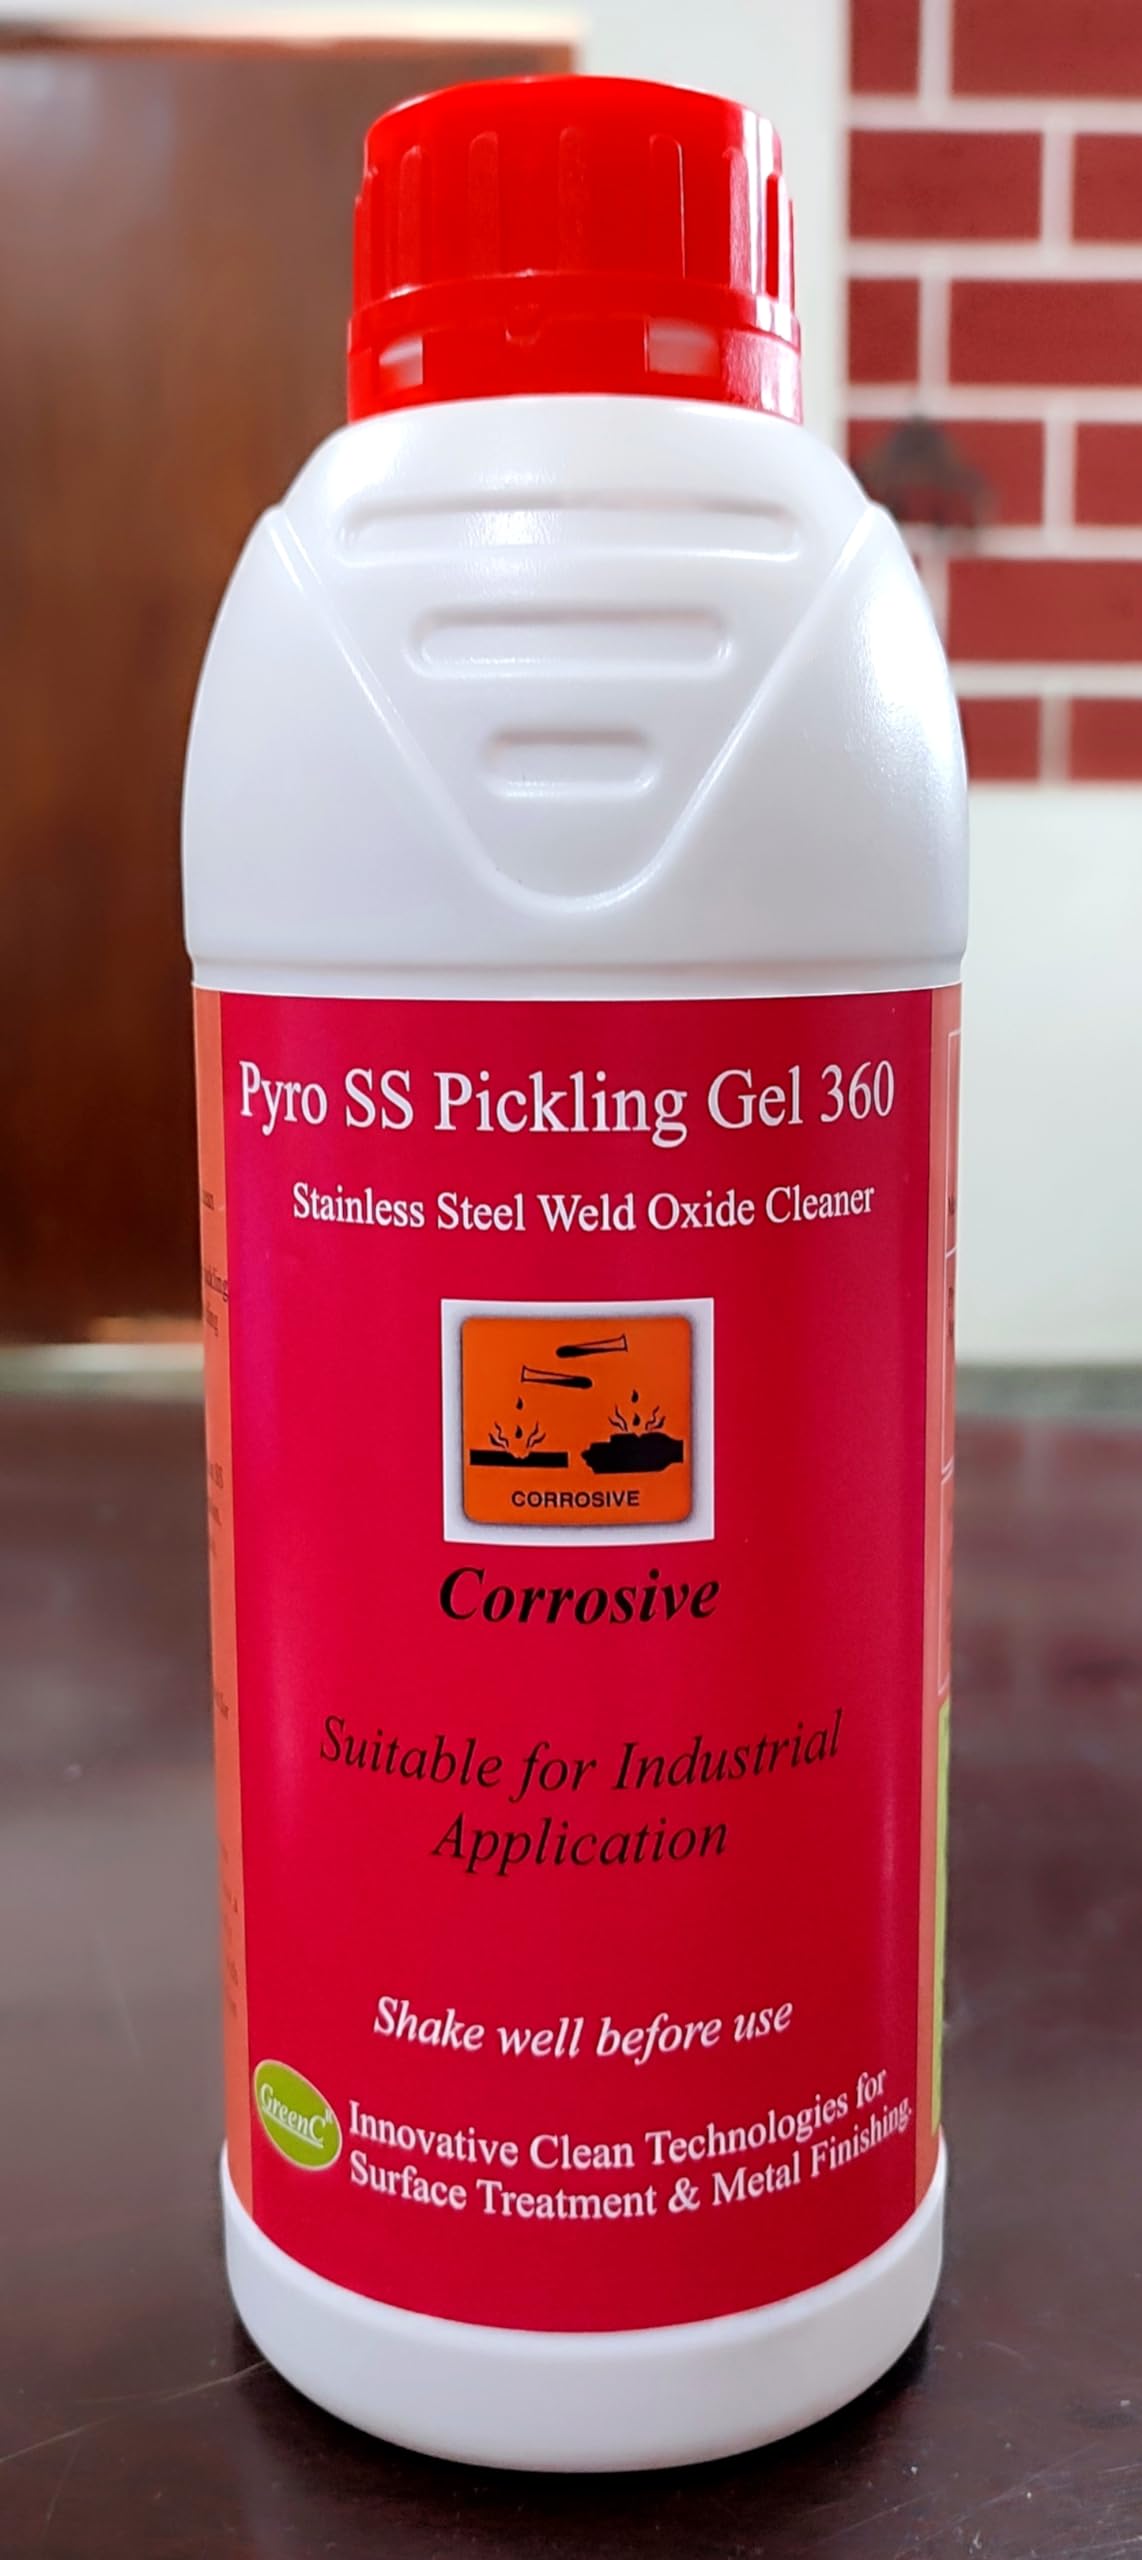 Pyro SS Pickling Gel 360
Stainless Steel Weld Oxide Cleaner
CORROSIVE
Corrosive
Suitable for Industrial
Application
Shake well before use
GreenC
Innovative Clean Technologies for
Surface Treatment & Metal Finishing.